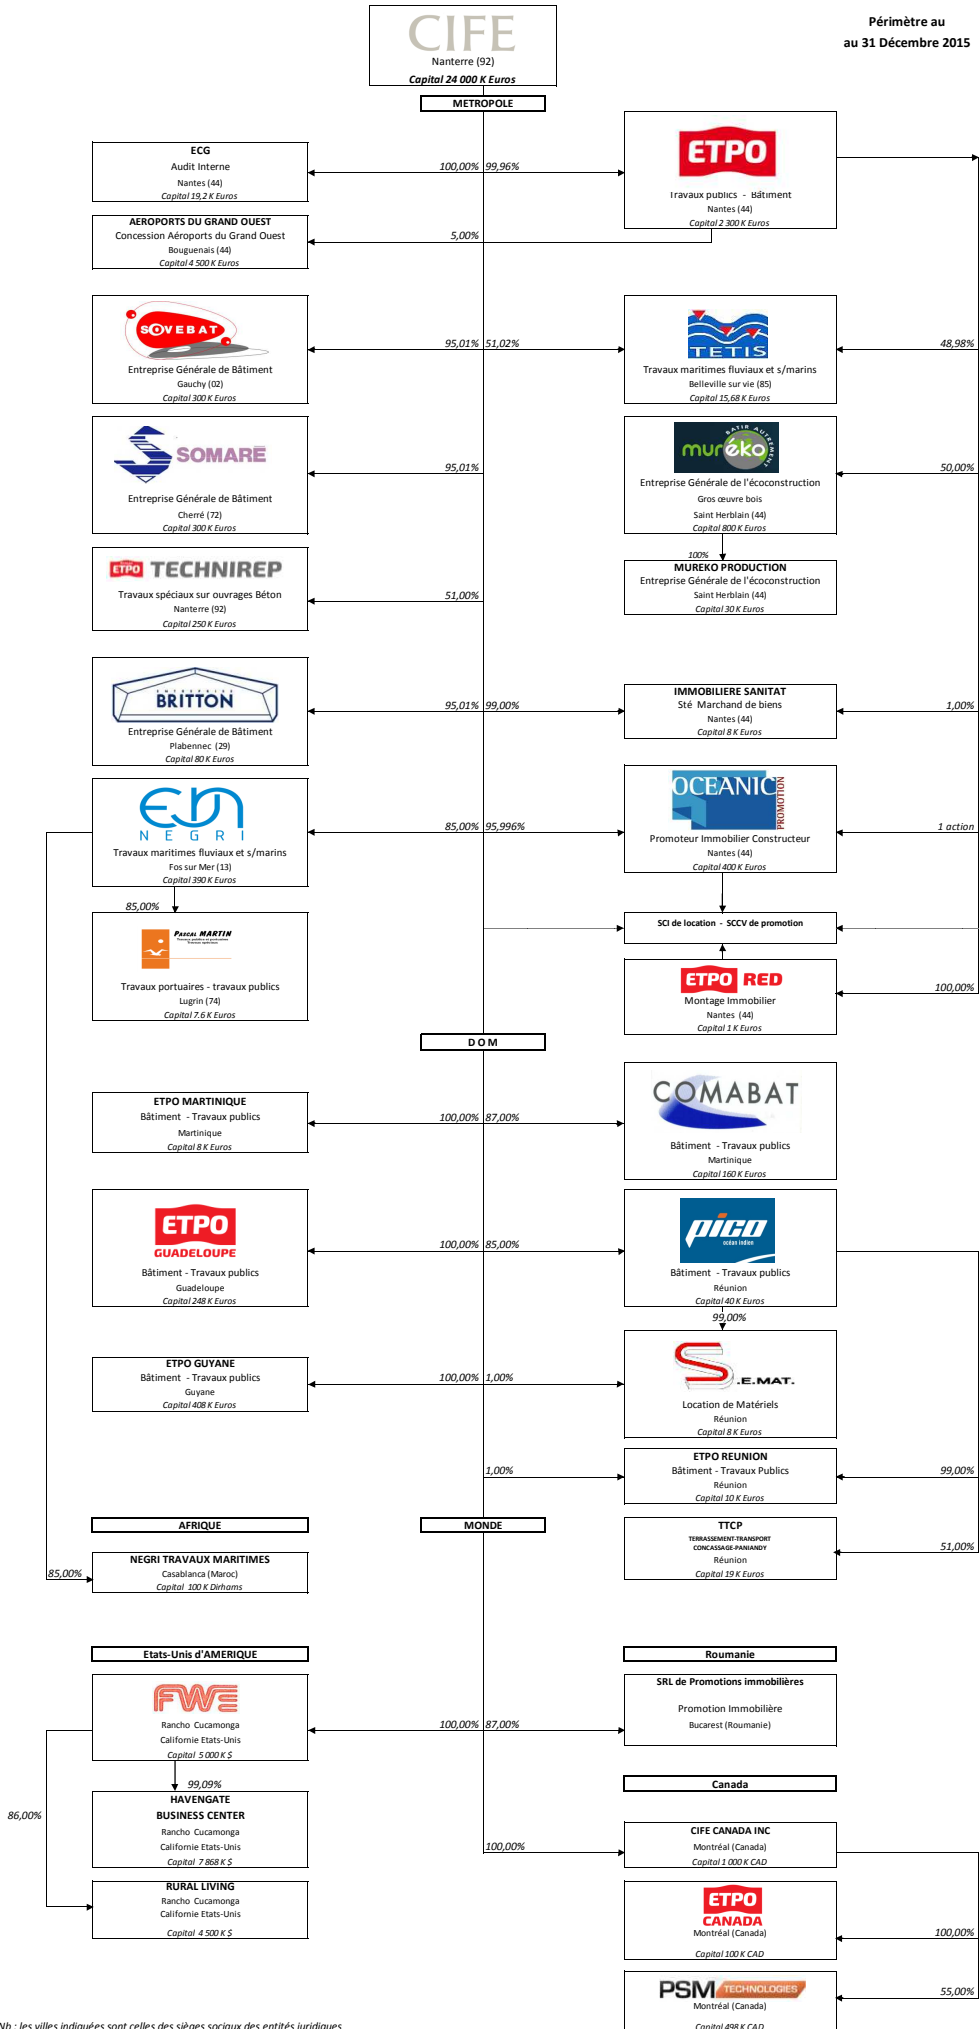 CIFE
Nanterre (92)
Capital 24 000 K Euros
Périmètre au
au 31 Décembre 2015
METROPOLE
ECG
Audit Interne
Nantes (44)
Capital 19,2 K Euros
100,00% 99,96%
ETPO
Travaux publics - Bâtiment
Nantes (44)
Capital 2 300 K Euros
AEROPORTS DU GRAND OUEST
Concession Aéroports du Grand Ouest
Bouguenais (44)
Capital 4 500 K Euros
5,00%
SOVEBAT
Entreprise Générale de Bâtiment
Gauchy (02)
Capital 300 K Euros
95,01% 51,02%
TETIS
Travaux maritimes fluviaux et s/marins
Belleville sur vie (85)
Capital 15,68 K Euros
48,98%
SOMARÉ
Entreprise Générale de Bâtiment
Cherré (72)
Capital 300 K Euros
95,01%
BATIR AUTREMENT
muréko
Entreprise Générale de l'écoconstruction
Gros œuvre bois
Saint Herblain (44)
Capital 800 K Euros
50,00%
100%
MUREKO PRODUCTION
Entreprise Générale de l'écoconstruction
Saint Herblain (44)
Capital 30 K Euros
ETPO TECHNIREP
Travaux spéciaux sur ouvrages Béton
Nanterre (92)
Capital 250 K Euros
51,00%
ENTREPRISE
BRITTON
Entreprise Générale de Bâtiment
Plabennec (29)
Capital 80 K Euros
95,01% 99,00%
IMMOBILIERE SANITAT
Sté Marchand de biens
Nantes (44)
Capital 8 K Euros
1,00%
EM
NEGRI
Travaux maritimes fluviaux et s/marins
Fos sur Mer (13)
Capital 390 K Euros
85,00% 95,996%
OCEANIC
PROMOTION
Promoteur Immobilier Constructeur
Nantes (44)
Capital 400 K Euros
1 action
85,00%
PASCAL MARTIN
Travaux portuaires - travaux publics
Lugrin (74)
Capital 7.6 K Euros
SCI de location - SCCV de promotion
ETPO RED
Montage Immobilier
Nantes (44)
Capital 1 K Euros
100,00%
D O M
ETPO MARTINIQUE
Bâtiment - Travaux publics
Martinique
Capital 8 K Euros
100,00% 87,00%
COMABAT
Bâtiment - Travaux publics
Martinique
Capital 160 K Euros
ETPO
GUADELOUPE
Bâtiment - Travaux publics
Guadeloupe
Capital 248 K Euros
100,00% 85,00%
pico
océan indien
Bâtiment - Travaux publics
Réunion
Capital 40 K Euros
99,00%
ETPO GUYANE
Bâtiment - Travaux publics
Guyane
Capital 408 K Euros
100,00% 1,00%
S.E.MAT.
Location de Matériels
Réunion
Capital 8 K Euros
1,00%
ETPO REUNION
Bâtiment - Travaux Publics
Réunion
Capital 10 K Euros
99,00%
AFRIQUE
MONDE
TTCP
TERRASSEMENT-TRANSPORT
CONCASSAGE-PANIANDY
Réunion
Capital 19 K Euros
51,00%
85,00%
NEGRI TRAVAUX MARITIMES
Casablanca (Maroc)
Capital 100 K Dirhams
Etats-Unis d'AMERIQUE
Roumanie
FWE
Rancho Cucamonga
Californie Etats-Unis
Capital 5 000 K $
100,00% 87,00%
SRL de Promotions immobilières
Promotion Immobilière
Bucarest (Roumanie)
99,09%
86,00%
HAVENGATE
BUSINESS CENTER
Rancho Cucamonga
Californie Etats-Unis
Capital 7 868 K $
Canada
100,00%
CIFE CANADA INC
Montréal (Canada)
Capital 1 000 K CAD
RURAL LIVING
Rancho Cucamonga
Californie Etats-Unis
Capital 4 500 K $
ETPO
CANADA
Montréal (Canada)
Capital 100 K CAD
100,00%
PSM TECHNOLOGIES
Montréal (Canada)
Capital 498 K CAD
55,00%
Nb : les villes indiquées sont celles des sièges sociaux des entités juridiques